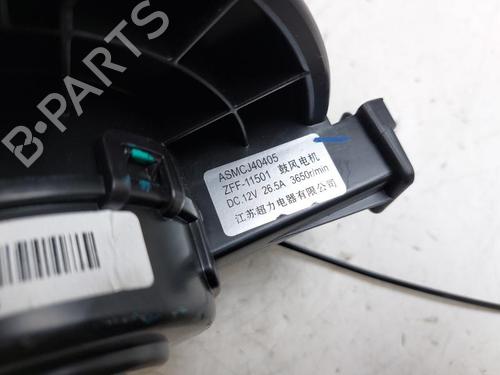 ASMCJ40405
ZFF-11501 鼓风电机
DC.12V 26.5A 3650r/min
江苏超力电器有限公司